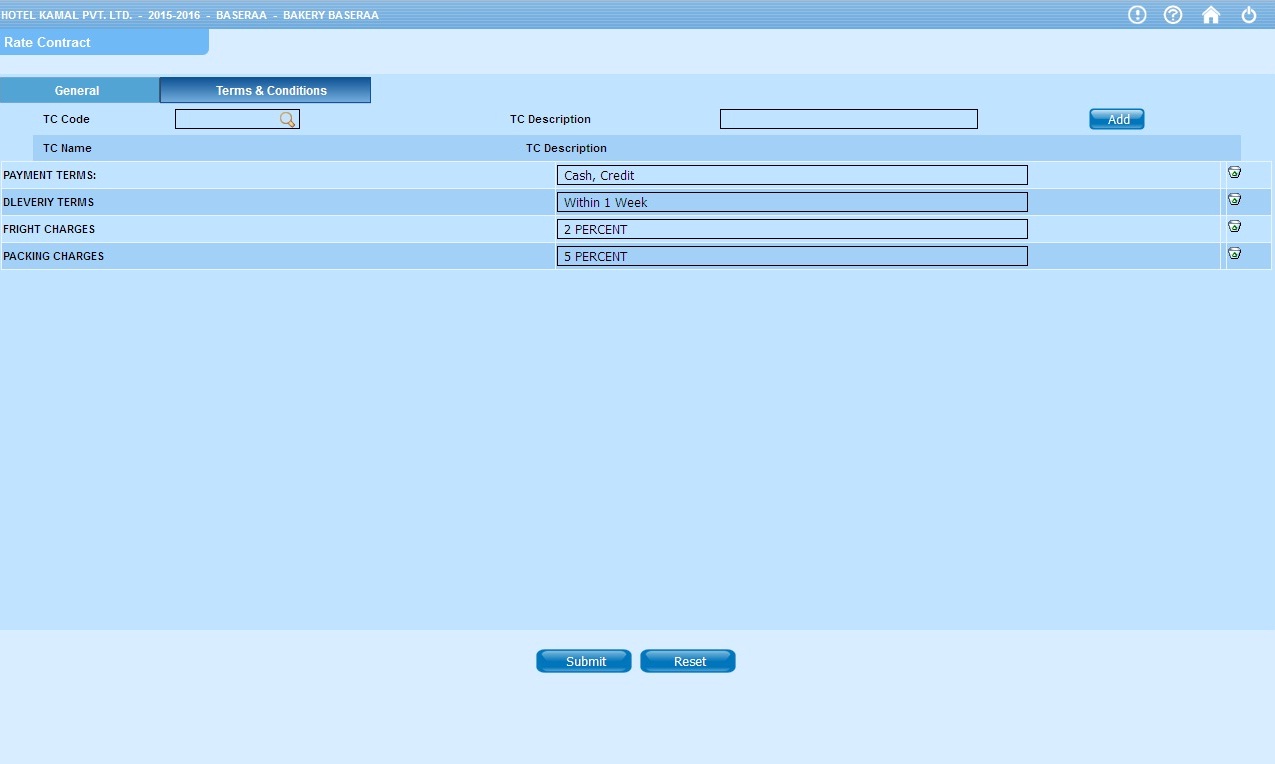 HOTEL KAMAL PVT. LTD. - 2015-2016 - BASERAA - BAKERY BASERAA
Rate Contract
General Terms & Conditions
TC Code TC Description Add
TC Name TC Description
PAYMENT TERMS: Cash, Credit
DLEVERIY TERMS Within 1 Week
FRIGHT CHARGES 2 PERCENT
PACKING CHARGES 5 PERCENT
Submit Reset